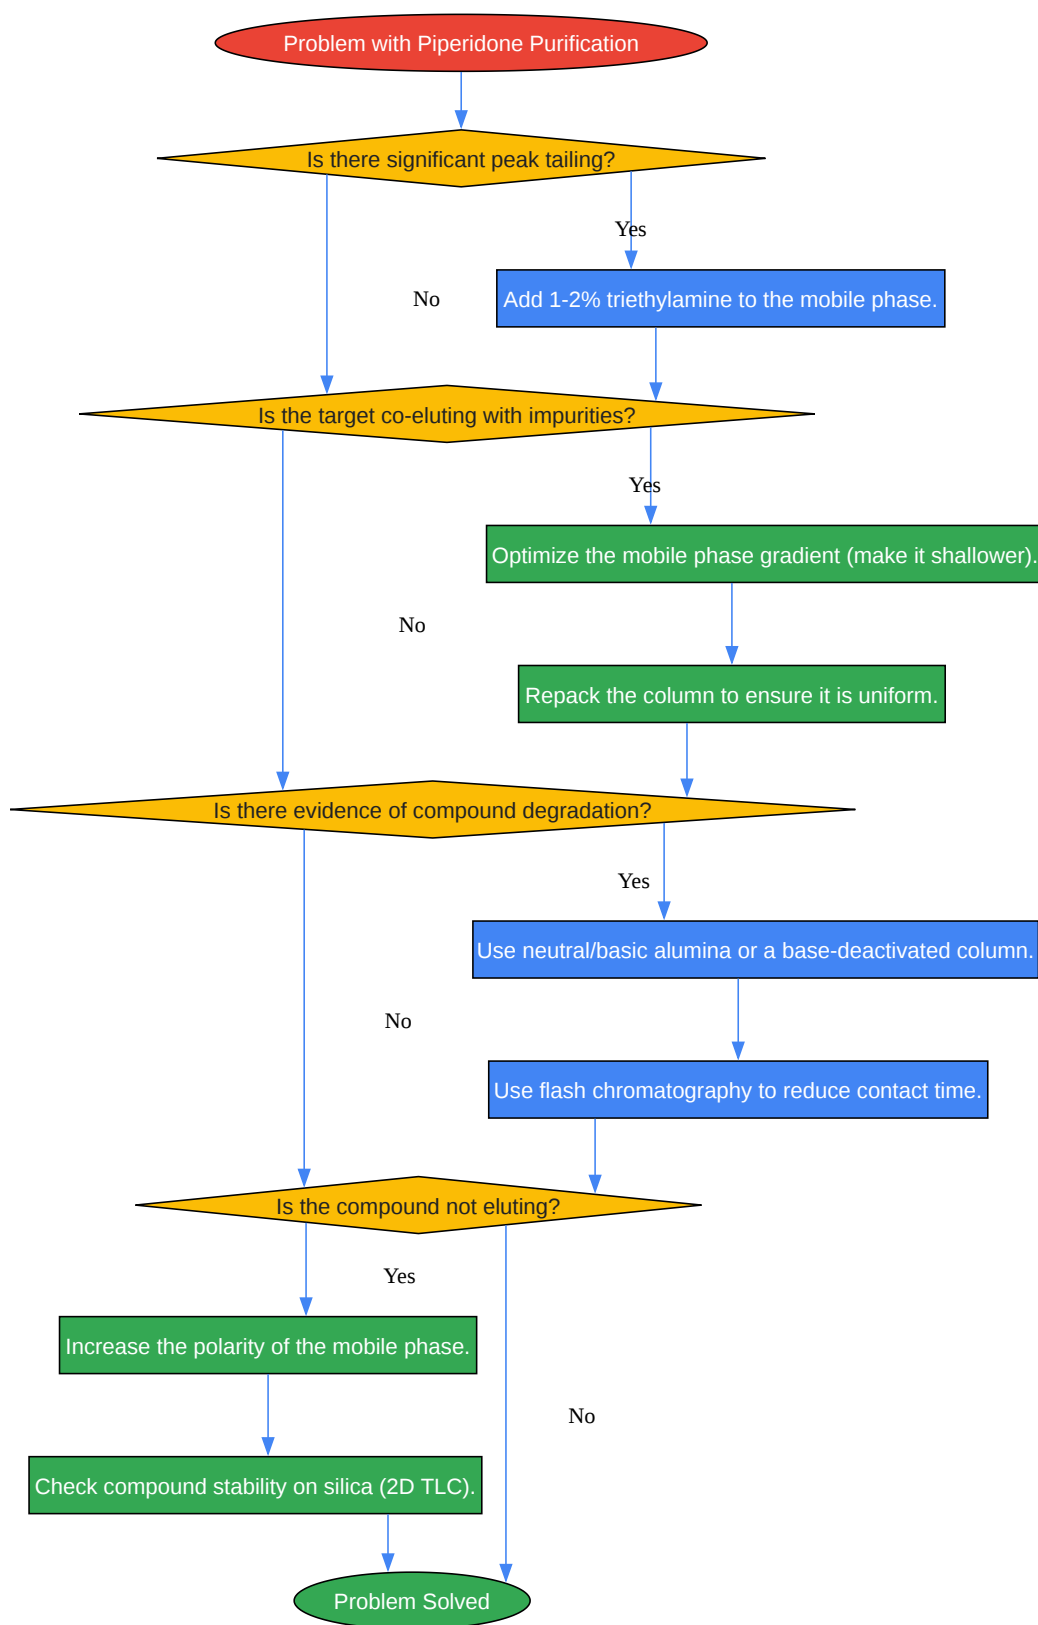 Problem with Piperidone Purification
Is there significant peak tailing?
Yes
No
Add 1-2% triethylamine to the mobile phase.
Is the target co-eluting with impurities?
Yes
Optimize the mobile phase gradient (make it shallower).
No
Repack the column to ensure it is uniform.
Is there evidence of compound degradation?
Yes
Use neutral/basic alumina or a base-deactivated column.
No
Use flash chromatography to reduce contact time.
Is the compound not eluting?
Yes
Increase the polarity of the mobile phase.
No
Check compound stability on silica (2D TLC).
Problem Solved